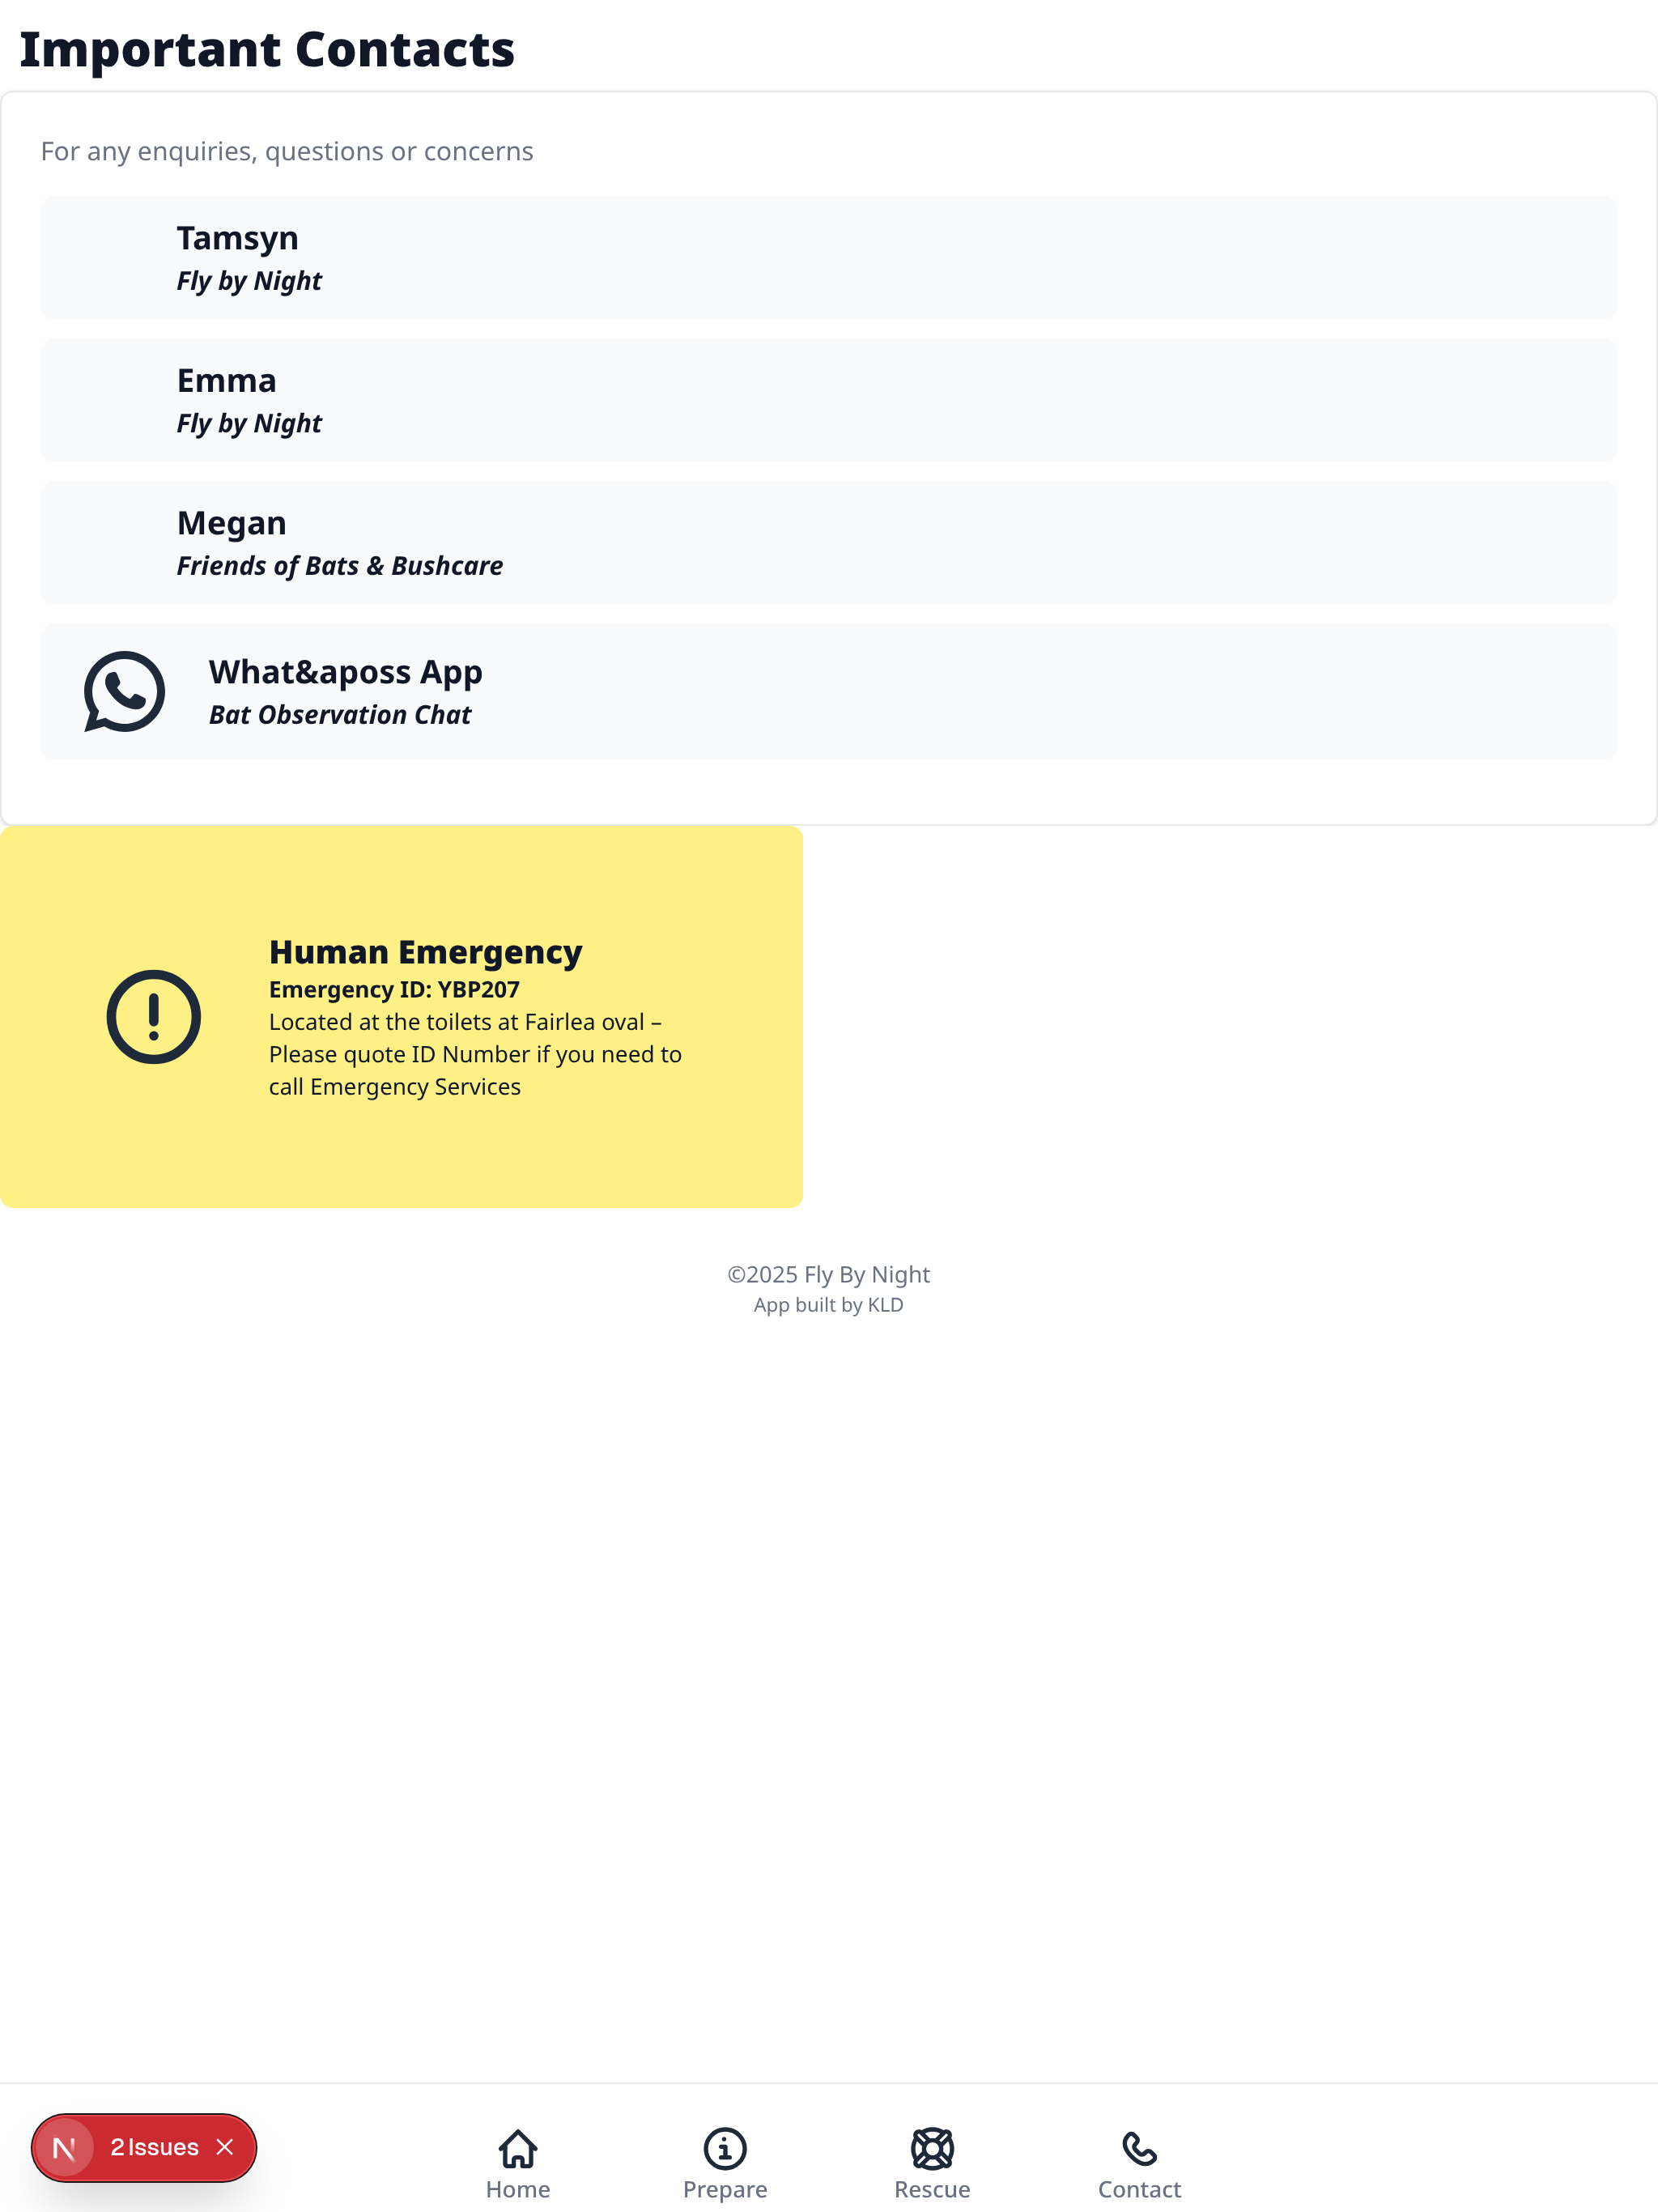 Important Contacts
For any enquiries, questions or concerns
Tamsyn
Fly by Night
Emma
Fly by Night
Megan
Friends of Bats & Bushcare
What&aposs App
Bat Observation Chat
Human Emergency
Emergency ID: YBP207
Located at the toilets at Fairlea oval –
Please quote ID Number if you need to
call Emergency Services
©2025 Fly By Night
App built by KLD
N
2 Issues
Home
Prepare
Rescue
Contact